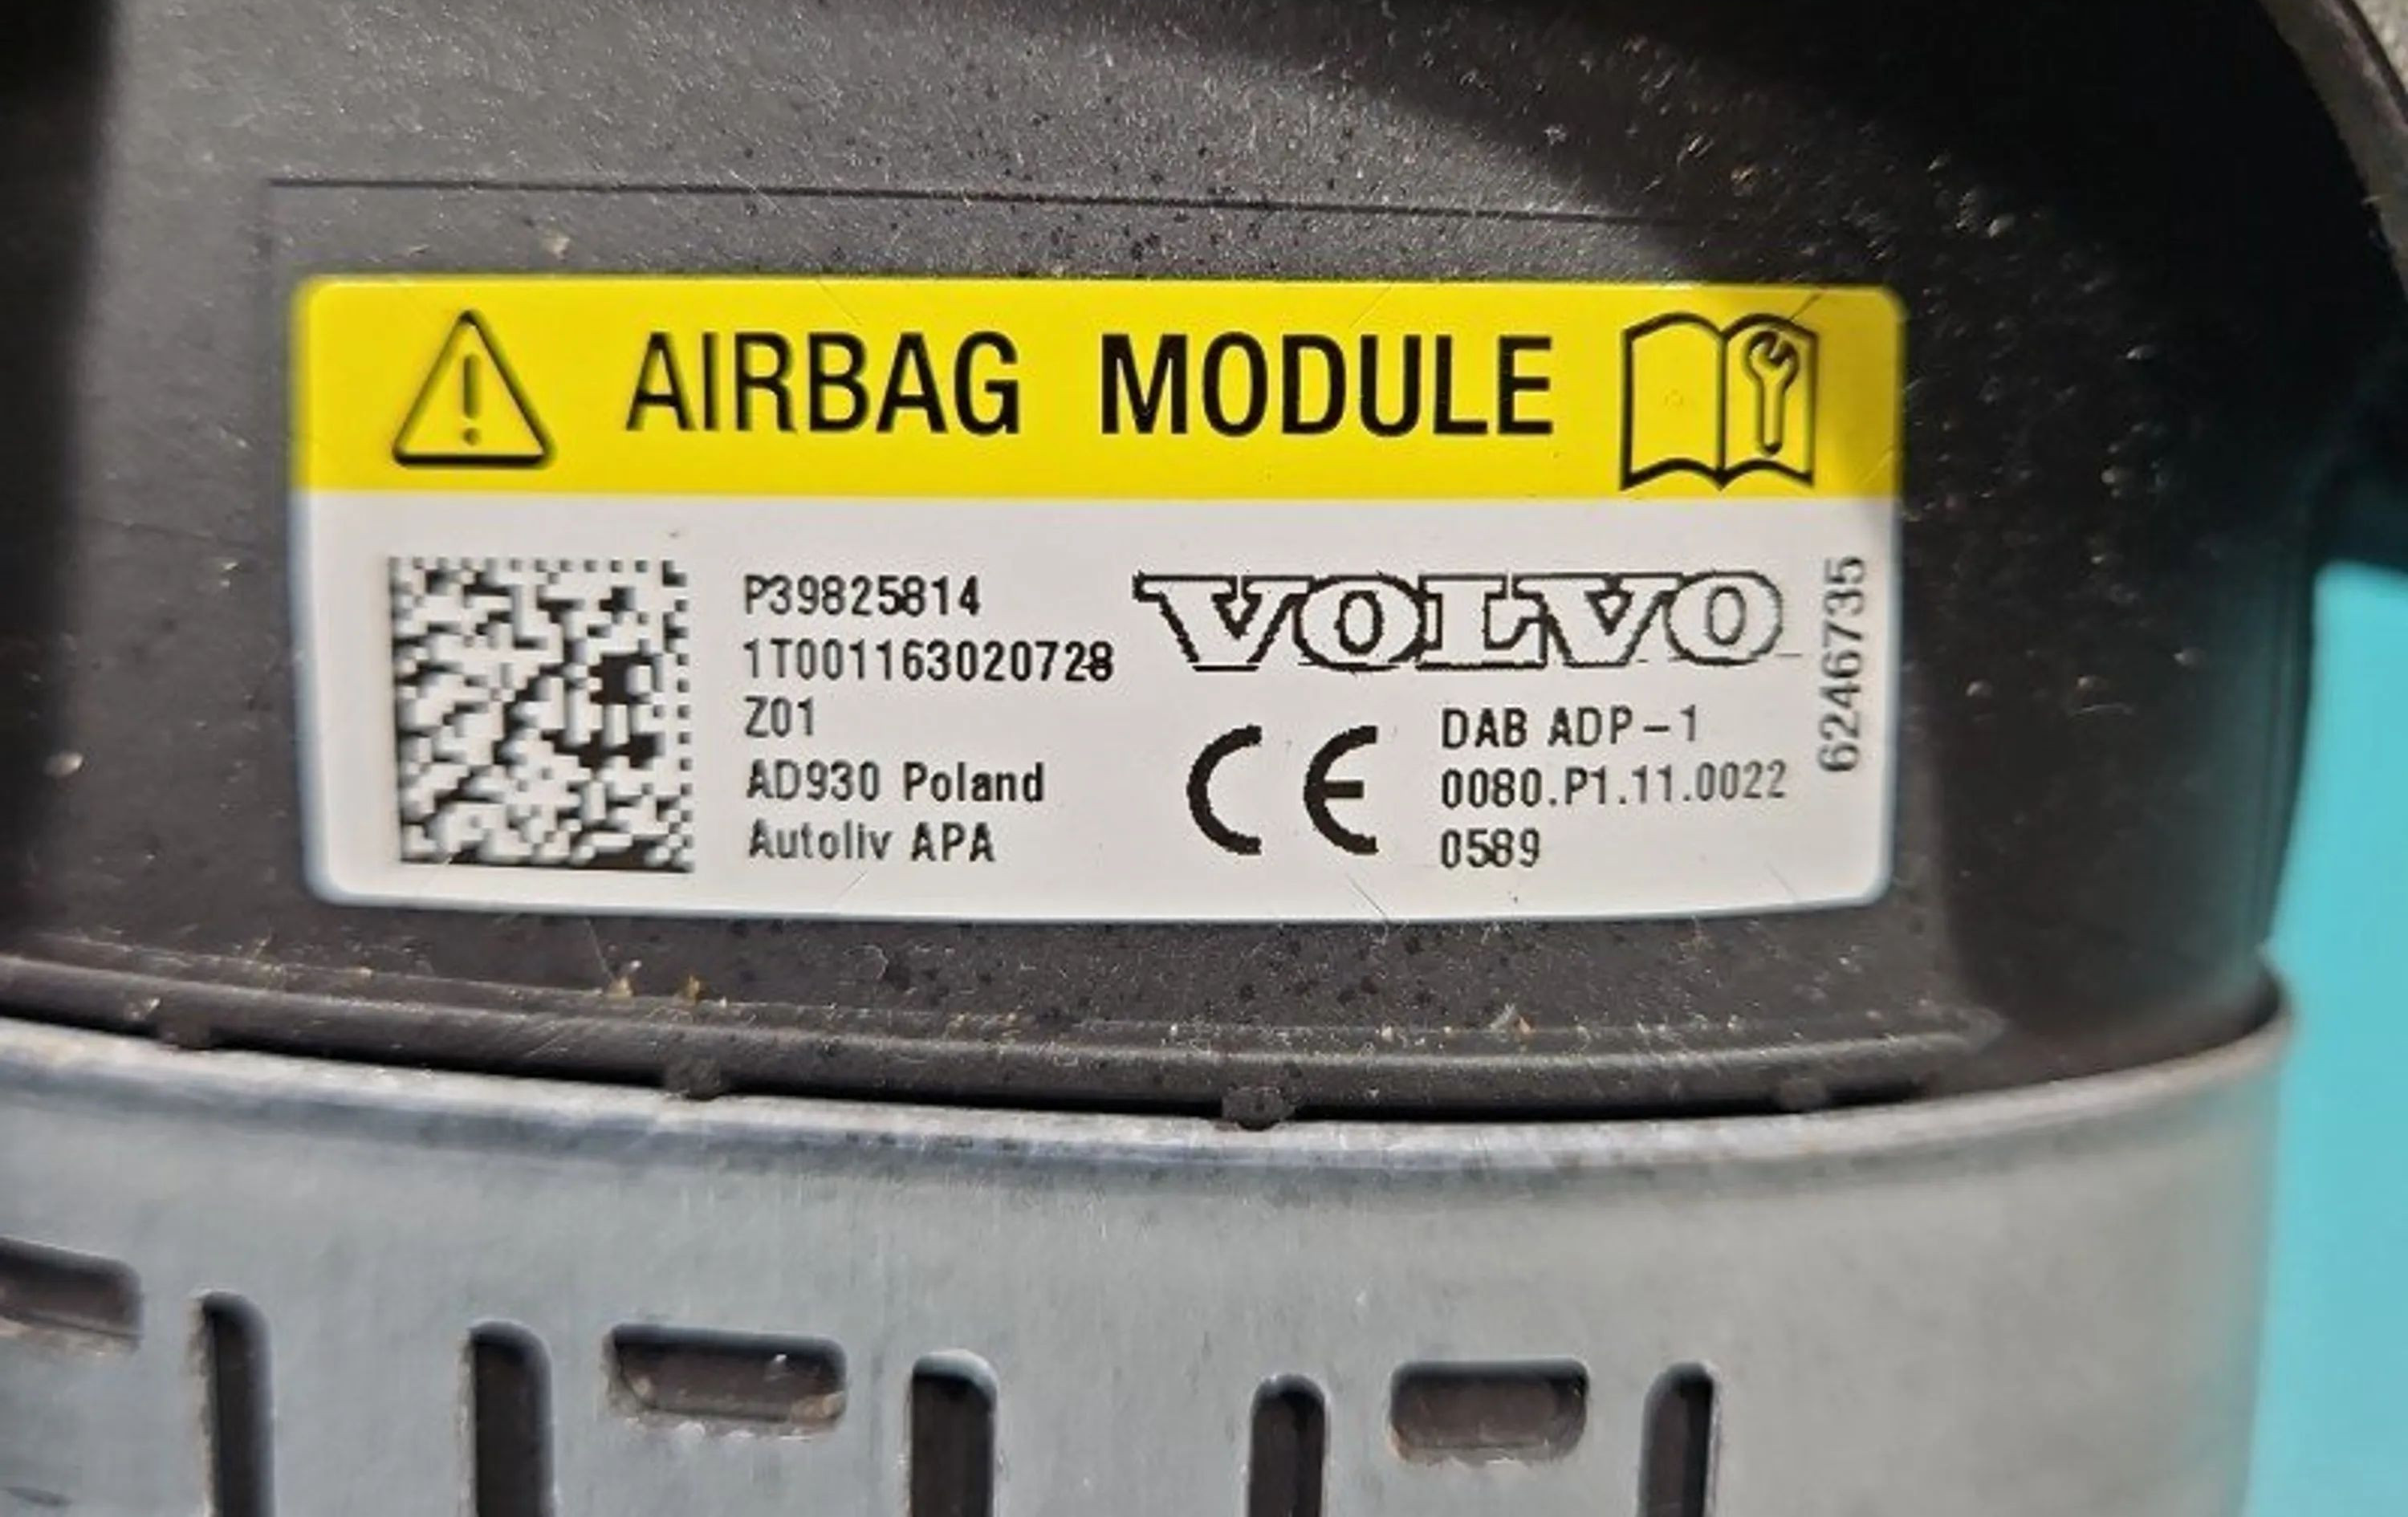 AIRBAG MODULE
P39825814
1T001163020728
Z01
AD930 Poland
Autoliv APA
VOLVO
CE
DAB ADP-1
0080.P1.11.0022
0589
6246735